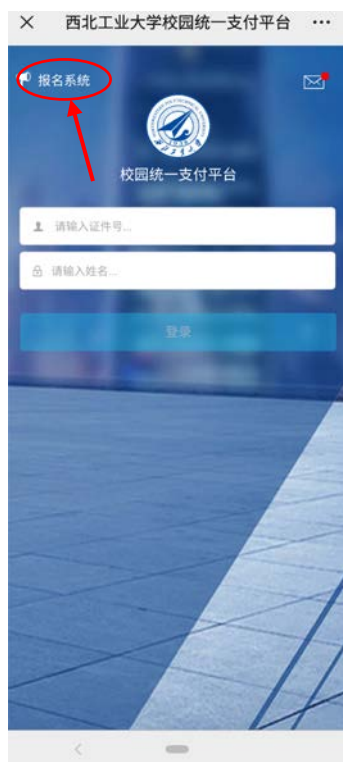 西北工业大学校园统一支付平台
报名系统
校园统一支付平台
请输入证件号...
请输入姓名...
登录